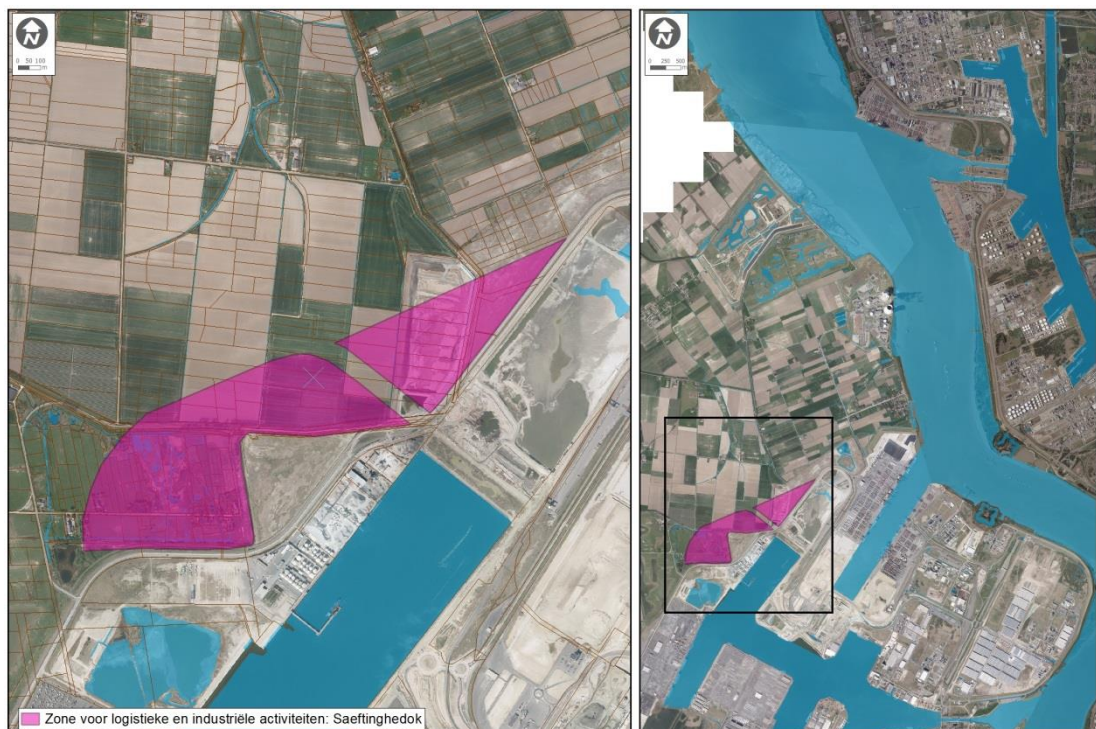 N
0 50 100
m
N
0 250 500
m
Zone voor logistieke en industriële activiteiten: Saeftinghedok